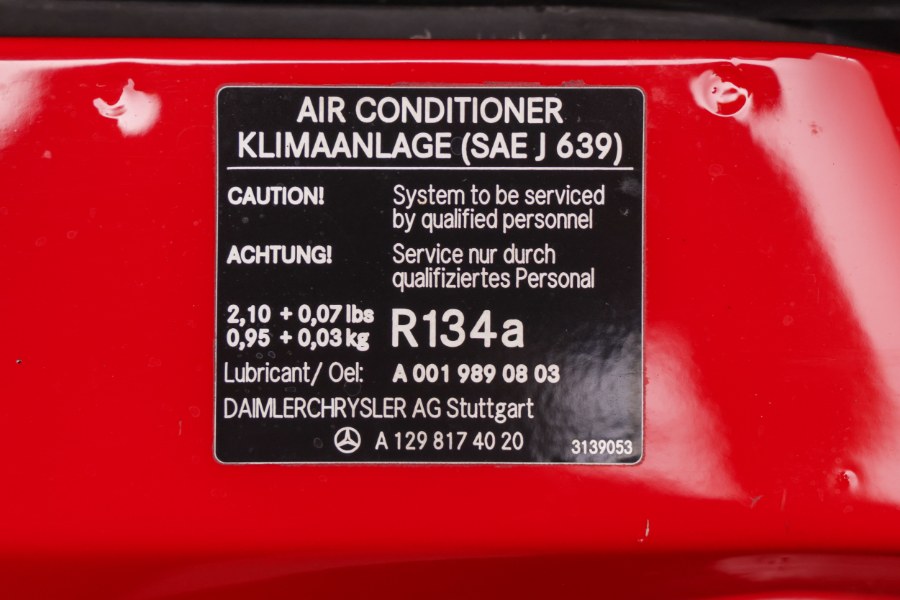 AIR CONDITIONER
KLIMAANLAGE (SAE J 639)
CAUTION! System to be serviced
by qualified personnel
ACHTUNG! Service nur durch
qualifiziertes Personal
2,10 + 0,07 lbs
0,95 + 0,03 kg
R134a
Lubricant/ Oel: A 001 989 08 03
DAIMLERCHRYSLER AG Stuttgart
A 129 817 40 20
3139053